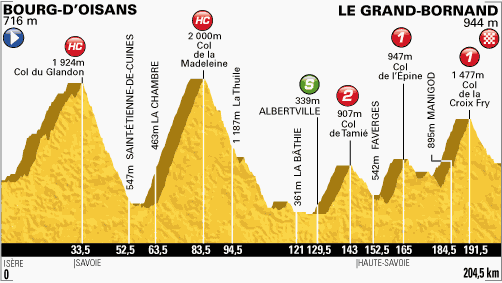 BOURG-D'OISANS
716 m
LE GRAND-BORNAND
944 m
HC
1 924m
Col du Glandon
547m SAINT-ÉTIENNE-DE-CUINES
463m LA CHAMBRE
HC
2 000m
Col
de la
Madeleine
1 187m La Thuile
S
339m
ALBERTVILLE
361m LA BÂTHIE
2
907m
Col
de Tamié
542m FAVERGES
1
947m
Col
de l'Épine
895m MANIGOD
1
1 477m
Col
de la
Croix Fry
33,5 52,5 63,5 83,5 94,5 121 129,5 143 152,5 165 184,5 191,5
ISÈRE |SAVOIE |HAUTE-SAVOIE
0 204,5 km